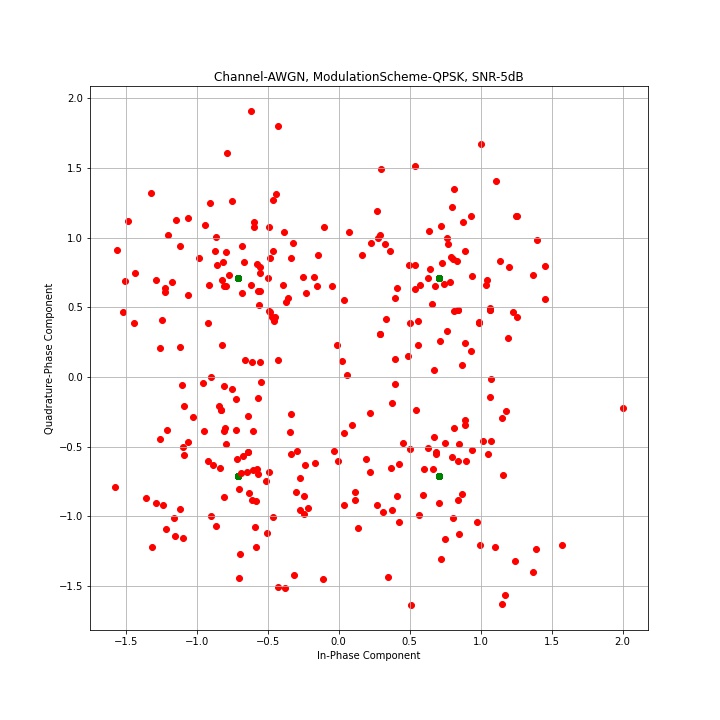 Channel-AWGN, ModulationScheme-QPSK, SNR-5dB
2.0
1.5
1.0
0.5
0.0
−0.5
−1.0
−1.5
Quadrature-Phase Component
−1.5 −1.0 −0.5 0.0 0.5 1.0 1.5 2.0
In-Phase Component